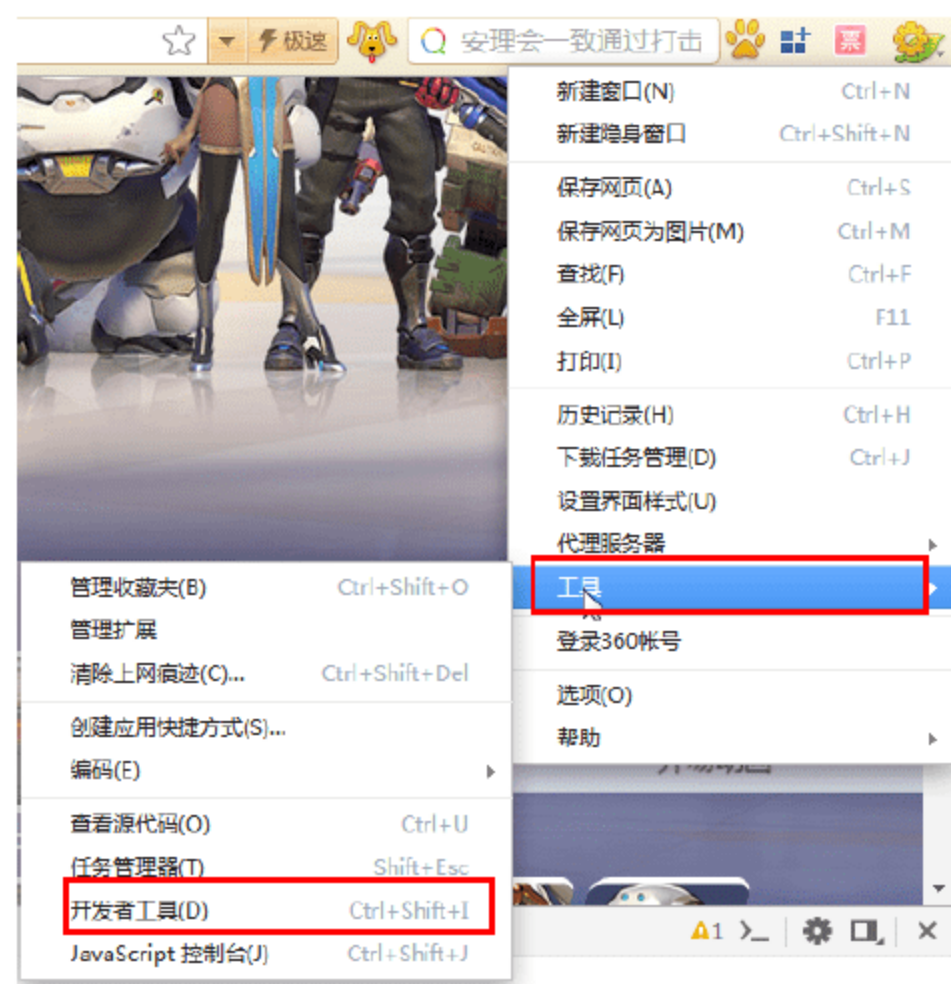 极速
安理会一致通过打击
票
新建窗口(N) Ctrl+N
新建隐身窗口 Ctrl+Shift+N
保存网页(A) Ctrl+S
保存网页为图片(M) Ctrl+M
查找(F) Ctrl+F
全屏(L) F11
打印(I) Ctrl+P
历史记录(H) Ctrl+H
下载任务管理(D) Ctrl+J
设置界面样式(U)
代理服务器
工具
登录360帐号
选项(O)
帮助
管理收藏夹(B) Ctrl+Shift+O
管理扩展
清除上网痕迹(C)... Ctrl+Shift+Del
创建应用快捷方式(S)...
编码(E)
查看源代码(O) Ctrl+U
任务管理器(T) Shift+Esc
开发者工具(D) Ctrl+Shift+I
JavaScript 控制台(J) Ctrl+Shift+J
1